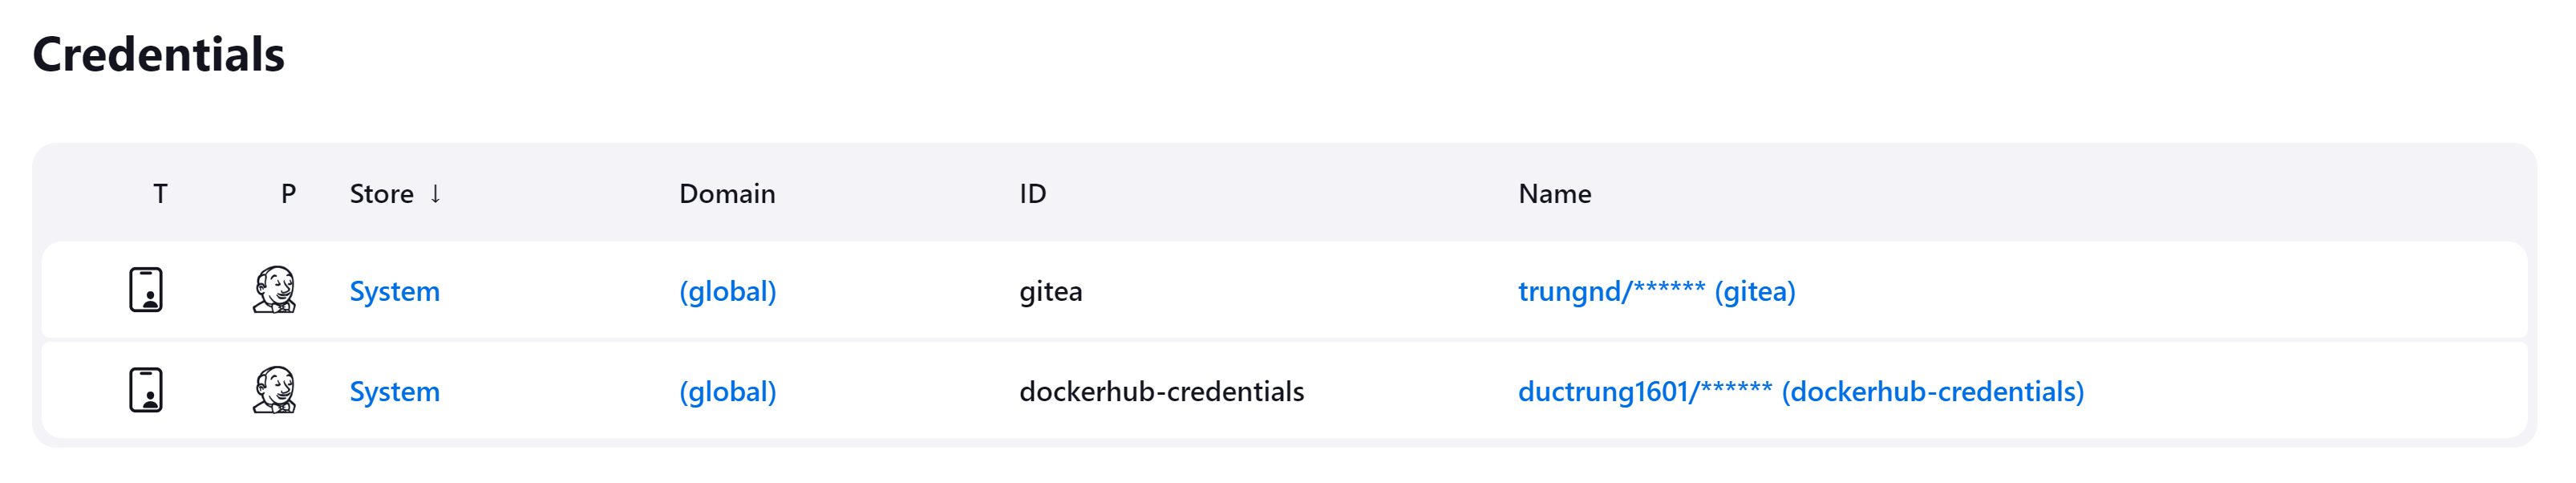 Credentials
T P Store ↓ Domain ID Name
System (global) gitea trungnd/****** (gitea)
System (global) dockerhub-credentials ductrung1601/****** (dockerhub-credentials)